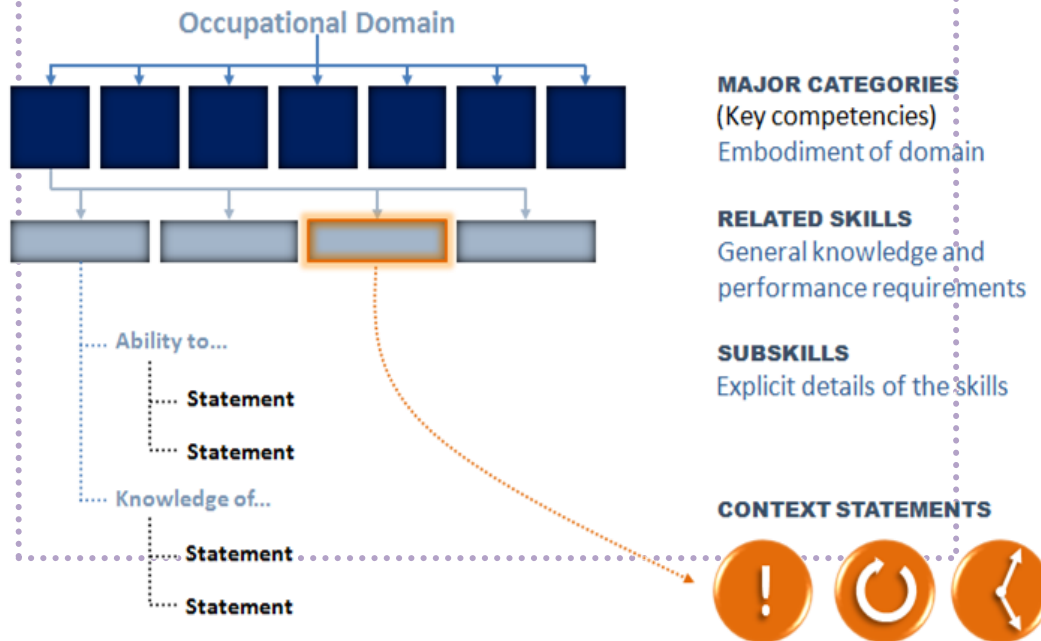 Occupational Domain
MAJOR CATEGORIES
(Key competencies)
Embodiment of domain
RELATED SKILLS
General knowledge and
performance requirements
Ability to...
SUBSKILLS
Explicit details of the skills
Statement
Statement
Knowledge of...
CONTEXT STATEMENTS
Statement
Statement
!